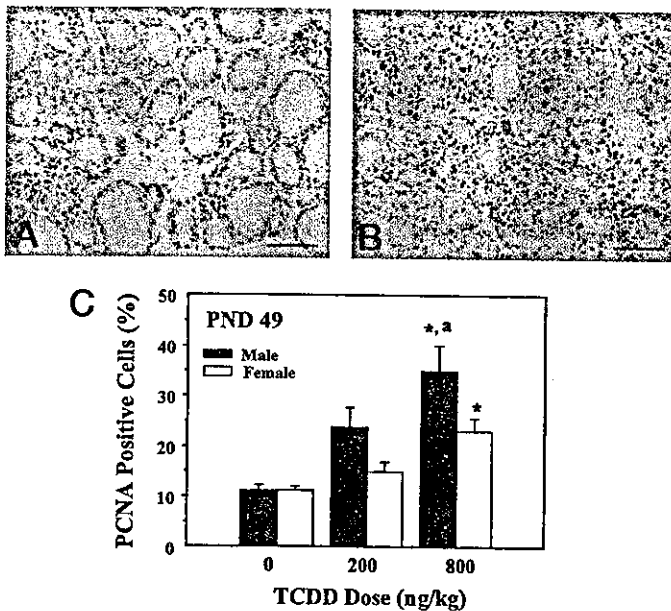 A
B
C
PCNA Positive Cells (%)
50
40
30
20
10
0
PND 49
Male
Female
*, a
*
0
200
800
TCDD Dose (ng/kg)